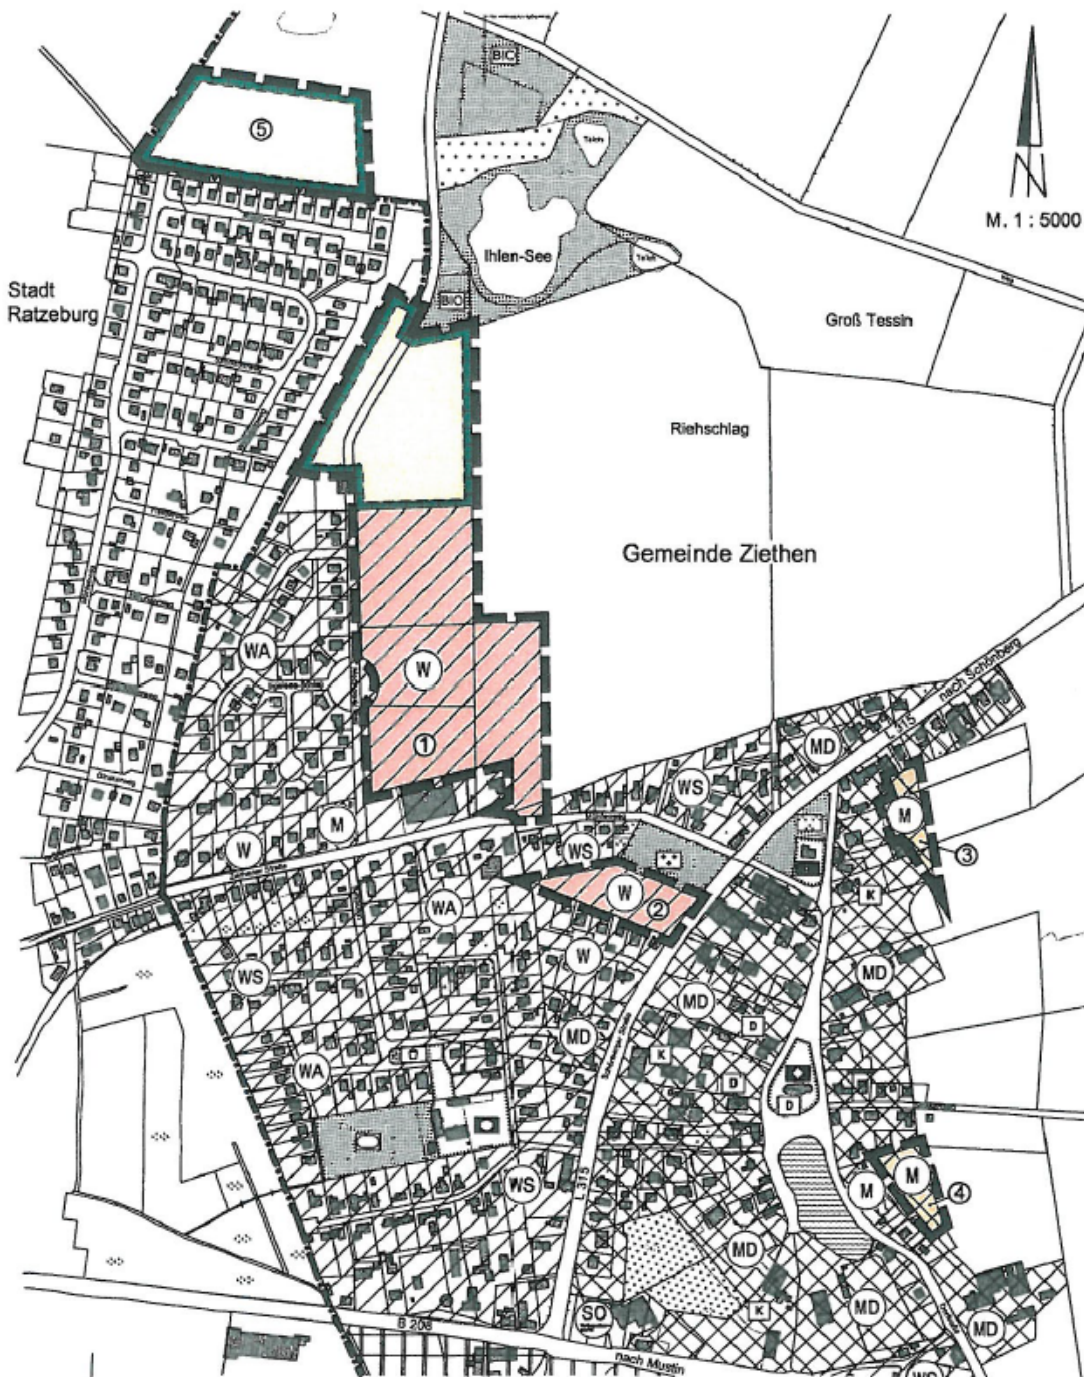 BIO
⑤
Teich
M. 1 : 5000
Ihlen-See
Teich
Stadt
Ratzeburg
BIO
Groß Tessin
Riehschlag
Gemeinde Ziethen
WA
W
nach Schönberg
L 315
①
MD
WS
M
M
③
W
WS
W
②
K
WA
W
WS
MD
MD
D
MD
K
WA
D
D
WS
L 315
M
M
④
MD
SO
K
MD
MD
B 208
nach Mustin
WS